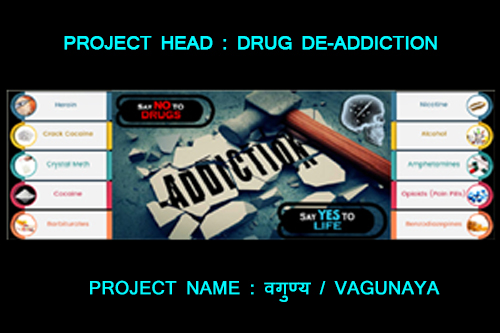 PROJECT HEAD : DRUG DE-ADDICTION
Heroin
Crack Cocaine
Crystal Meth
Cocaine
Barbiturates
SAY NO TO
DRUGS
ADDICTION
SAY YES TO
LIFE
Nicotine
Alcohol
Amphetamines
Opioids (Pain Pills)
Benzodiazepines
PROJECT NAME : वगुण्य / VAGUNAYA